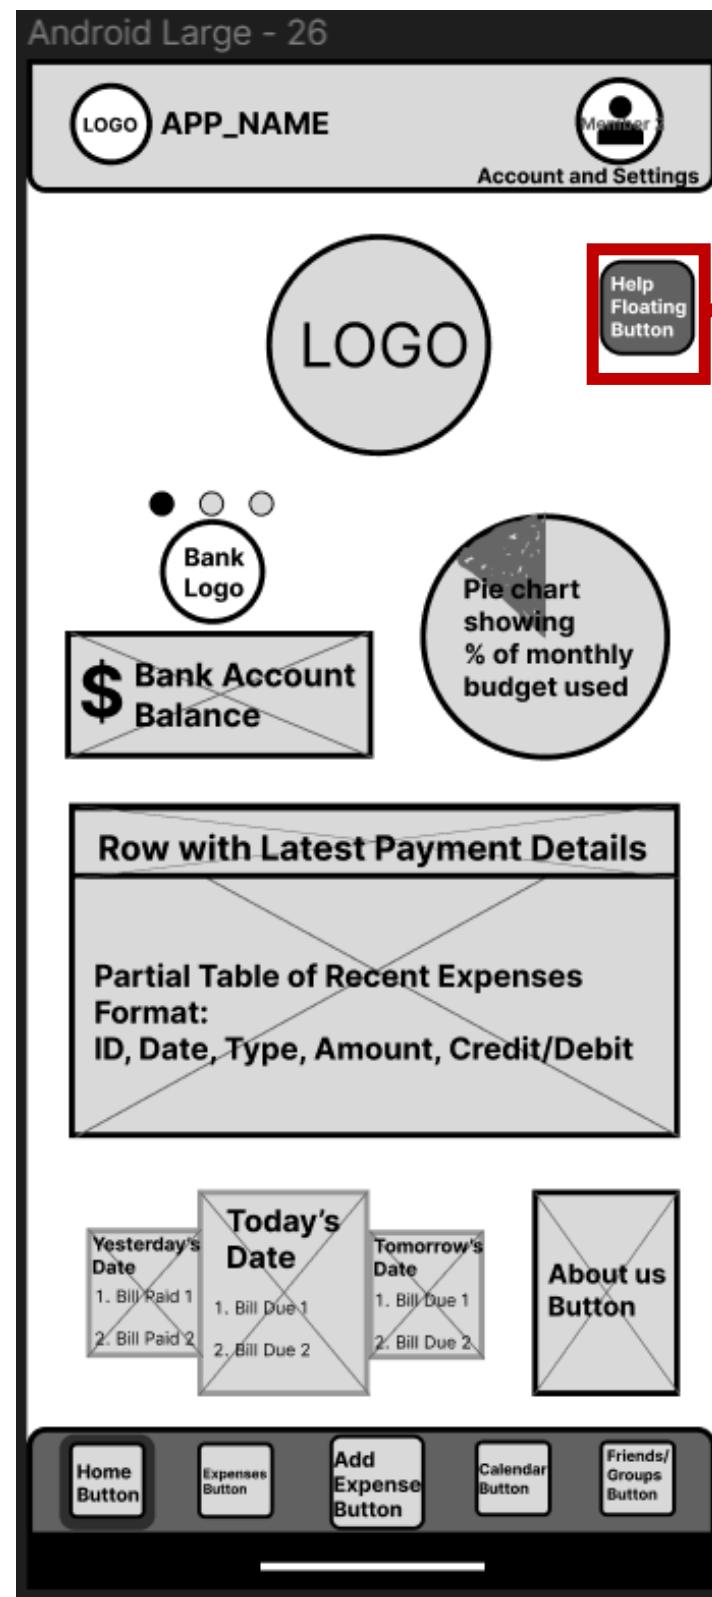 Android Large - 26
LOGO
APP_NAME
Member 3
Account and Settings
LOGO
Help
Floating
Button
Bank
Logo
$
Bank Account
Balance
Pie chart
showing
% of monthly
budget used
Row with Latest Payment Details
Partial Table of Recent Expenses
Format:
ID, Date, Type, Amount, Credit/Debit
Yesterday's
Date
1. Bill Paid 1
2. Bill Paid 2
Today's
Date
1. Bill Due 1
2. Bill Due 2
Tomorrow's
Date
1. Bill Due 1
2. Bill Due 2
About us
Button
Home
Button
Expenses
Button
Add
Expense
Button
Calendar
Button
Friends/
Groups
Button